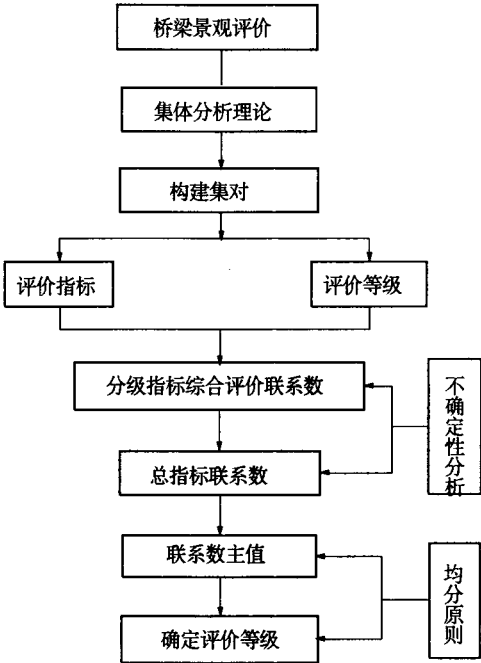 桥梁景观评价
集体分析理论
构建集对
评价指标
评价等级
分级指标综合评价联系数
不确定性分析
总指标联系数
联系数主值
均分原则
确定评价等级